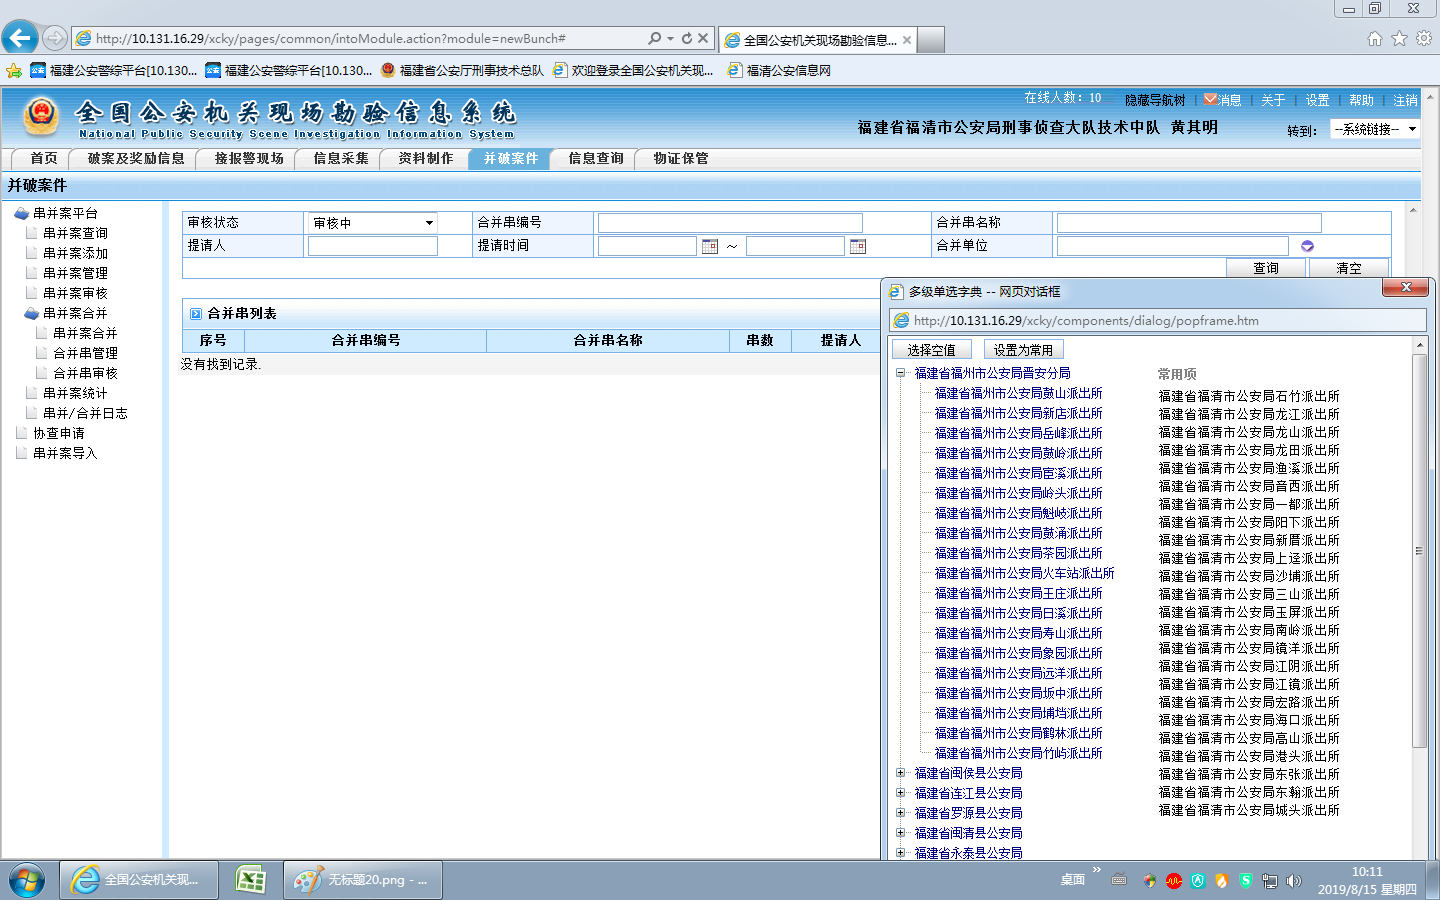 http://10.131.16.29/xcky/pages/common/intoModule.action?module=newBunch#
全国公安机关现场勘验信息...
福建公安警综平台[10.130...
福建公安警综平台[10.130...
福建省公安厅刑事技术总队
欢迎登录全国公安机关现...
福清公安信息网
全国公安机关现场勘验信息系统
National Public Security Scene Investigation Information System
在线人数：10
隐藏导航树
消息
关于
设置
帮助
注销
福建省福清市公安局刑事侦查大队技术中队 黄其明
转到：
--系统链接--
首页
破案及奖励信息
接报警现场
信息采集
资料制作
并破案件
信息查询
物证保管
并破案件
串并案平台
串并案查询
串并案添加
串并案管理
串并案审核
串并案合并
串并案合并
合并串管理
合并串审核
串并案统计
串并/合并日志
协查申请
串并案导入
审核状态
审核中
合并串编号
合并串名称
提请人
提请时间
～
合并单位
查询
清空
合并串列表
序号
合并串编号
合并串名称
串数
提请人
没有找到记录.
多级单选字典 -- 网页对话框
http://10.131.16.29/xcky/components/dialog/popframe.htm
选择空值
设置为常用
福建省福州市公安局晋安分局
福建省福州市公安局鼓山派出所
福建省福州市公安局新店派出所
福建省福州市公安局岳峰派出所
福建省福州市公安局鼓岭派出所
福建省福州市公安局宦溪派出所
福建省福州市公安局岭头派出所
福建省福州市公安局魁岐派出所
福建省福州市公安局鼓涌派出所
福建省福州市公安局茶园派出所
福建省福州市公安局火车站派出所
福建省福州市公安局王庄派出所
福建省福州市公安局日溪派出所
福建省福州市公安局寿山派出所
福建省福州市公安局象园派出所
福建省福州市公安局远洋派出所
福建省福州市公安局坂中派出所
福建省福州市公安局埔垱派出所
福建省福州市公安局鹤林派出所
福建省福州市公安局竹屿派出所
福建省闽侯县公安局
福建省连江县公安局
福建省罗源县公安局
福建省闽清县公安局
福建省永泰县公安局
常用项
福建省福清市公安局石竹派出所
福建省福清市公安局龙江派出所
福建省福清市公安局龙山派出所
福建省福清市公安局龙田派出所
福建省福清市公安局渔溪派出所
福建省福清市公安局音西派出所
福建省福清市公安局一都派出所
福建省福清市公安局阳下派出所
福建省福清市公安局新厝派出所
福建省福清市公安局上迳派出所
福建省福清市公安局沙埔派出所
福建省福清市公安局三山派出所
福建省福清市公安局玉屏派出所
福建省福清市公安局南岭派出所
福建省福清市公安局镜洋派出所
福建省福清市公安局江阴派出所
福建省福清市公安局江镜派出所
福建省福清市公安局宏路派出所
福建省福清市公安局海口派出所
福建省福清市公安局高山派出所
福建省福清市公安局港头派出所
福建省福清市公安局东张派出所
福建省福清市公安局东瀚派出所
福建省福清市公安局城头派出所
全国公安机关现...
无标题20.png - ...
桌面
10:11
2019/8/15 星期四